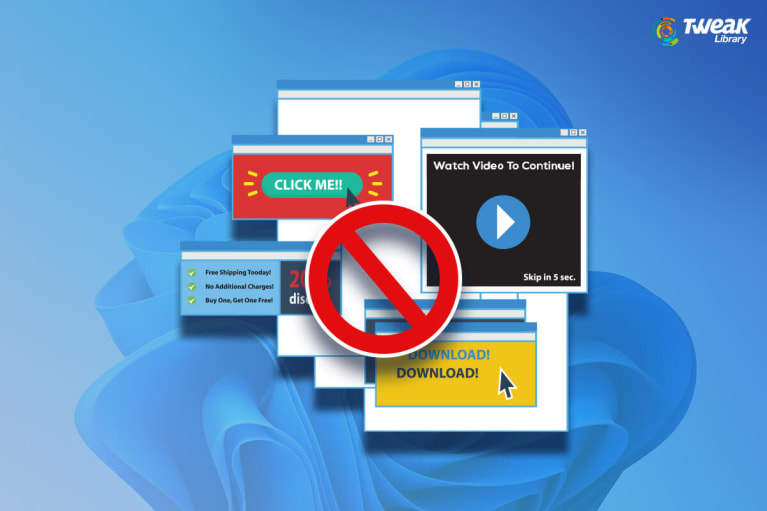 TWEAK
Library
Watch Video To Continue!
CLICK ME!!
Free Shipping Tooday!
No Additional Charges!
Buy One, Get One Free!
Skip in 5 sec.
DOWNLOAD!
DOWNLOAD!